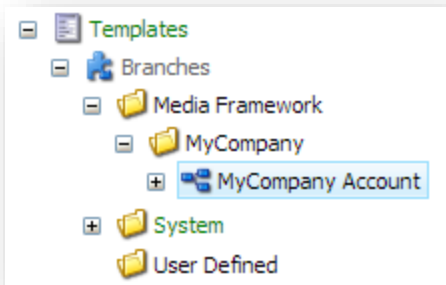 Templates
Branches
Media Framework
MyCompany
MyCompany Account
System
User Defined